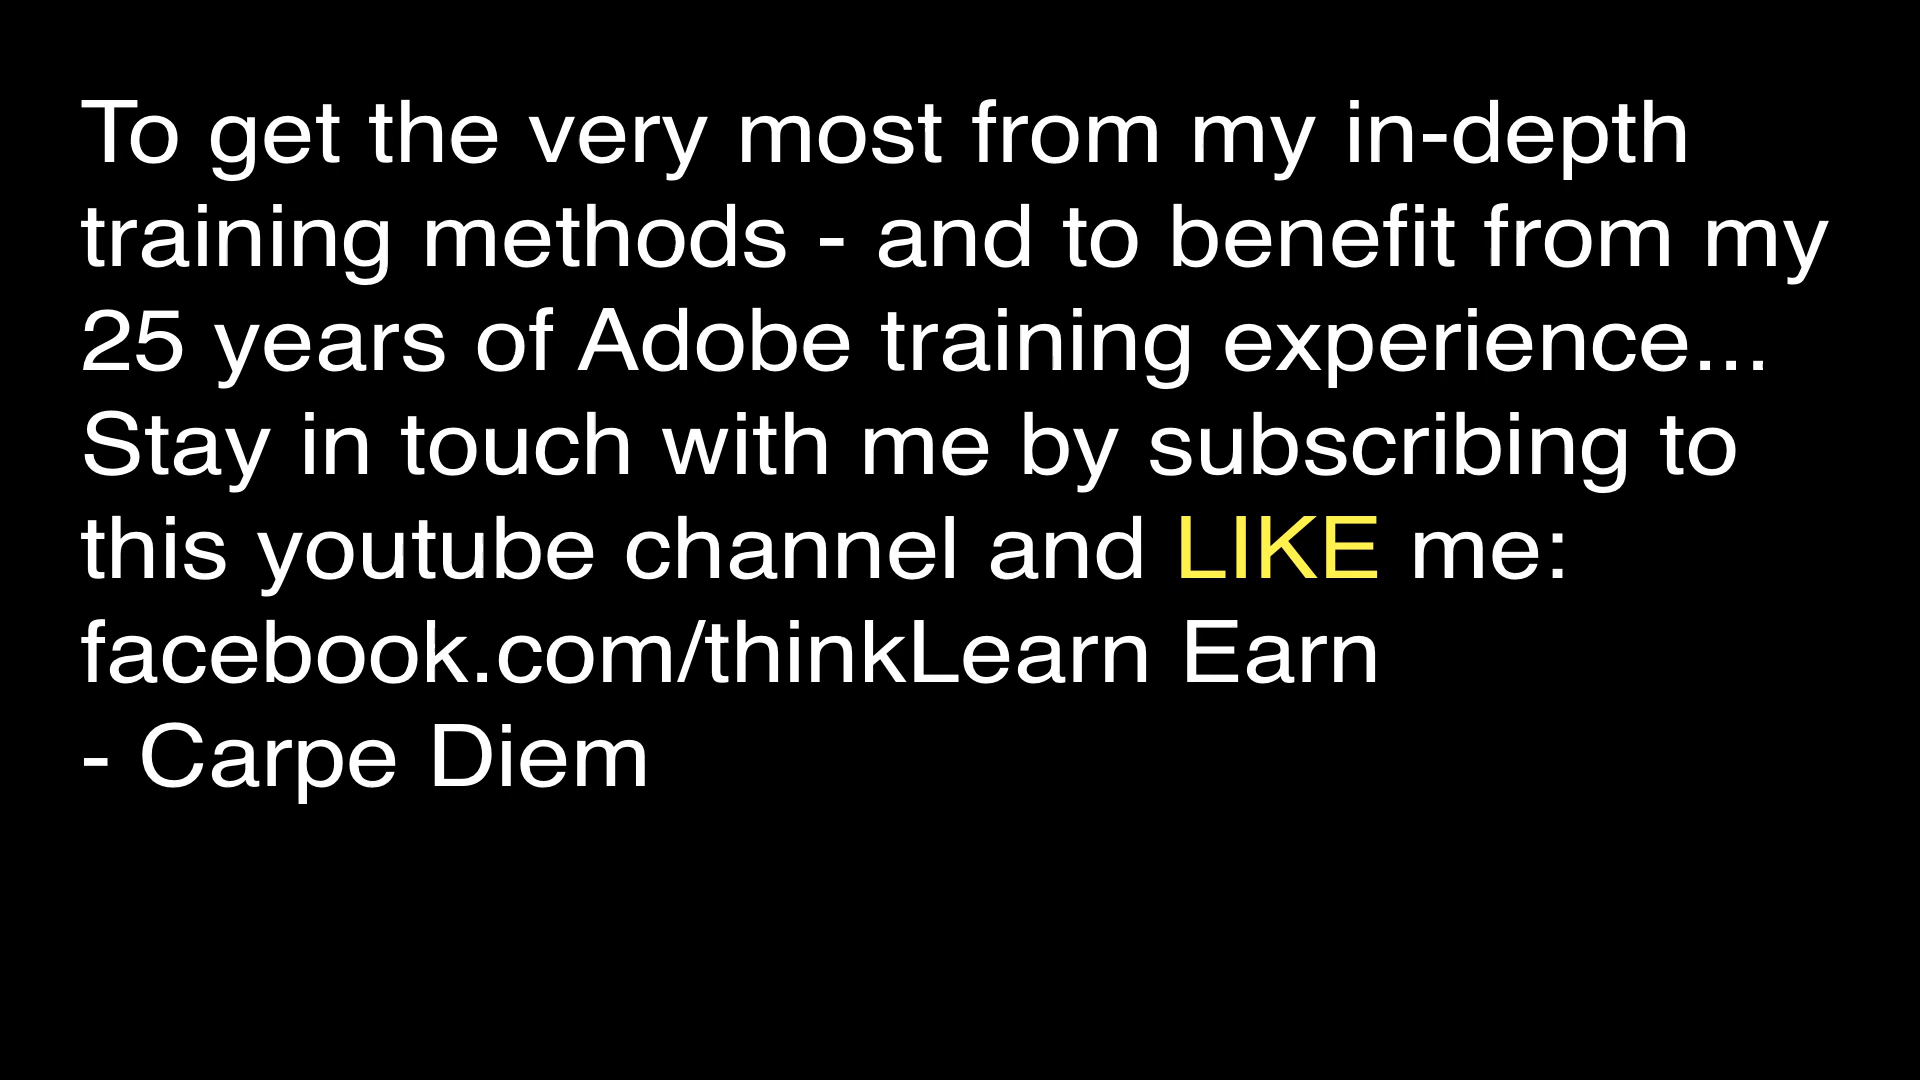 To get the very most from my in-depth
training methods - and to benefit from my
25 years of Adobe training experience...
Stay in touch with me by subscribing to
this youtube channel and LIKE me:
facebook.com/thinkLearn Earn
- Carpe Diem